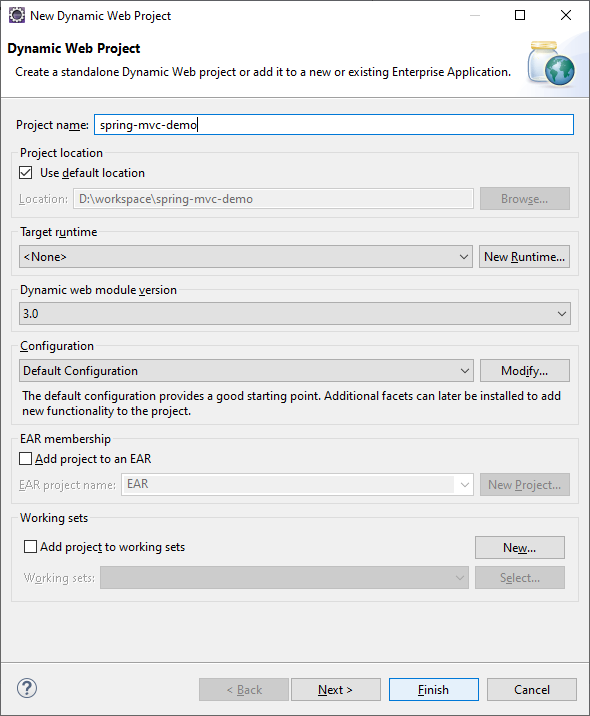 New Dynamic Web Project
Dynamic Web Project
Create a standalone Dynamic Web project or add it to a new or existing Enterprise Application.
Project name: spring-mvc-demo
Project location
Use default location
Location: D:\workspace\spring-mvc-demo Browse...
Target runtime
<None> New Runtime...
Dynamic web module version
3.0
Configuration
Default Configuration Modify...
The default configuration provides a good starting point. Additional facets can later be installed to add
new functionality to the project.
EAR membership
Add project to an EAR
EAR project name: EAR New Project...
Working sets
Add project to working sets New...
Working sets: Select...
? < Back Next > Finish Cancel